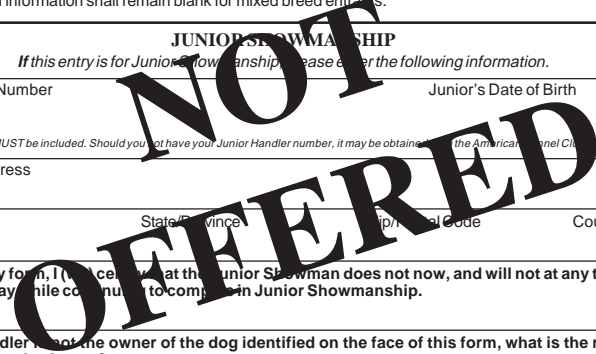 information shall remain blank for mixed breed entrants.
JUNIOR SHOWMANSHIP
If this entry is for Junior Showmanship, please enter the following information.
Number Junior's Date of Birth
MUST be included. Should you not have your Junior Handler number, it may be obtained the American Kennel
ress
State/Province Zip/Postal Code Cou
y form, I (we) certify that the Junior Showman does not now, and will not at any t
ay while continuing to compete in Junior Showmanship.
dler is not the owner of the dog identified on the face of this form, what is the r
NOT
OFFERED